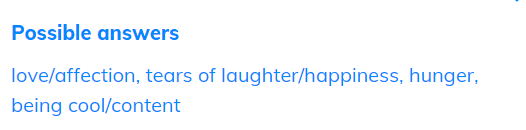 Possible answers
love/affection, tears of laughter/happiness, hunger,
being cool/content